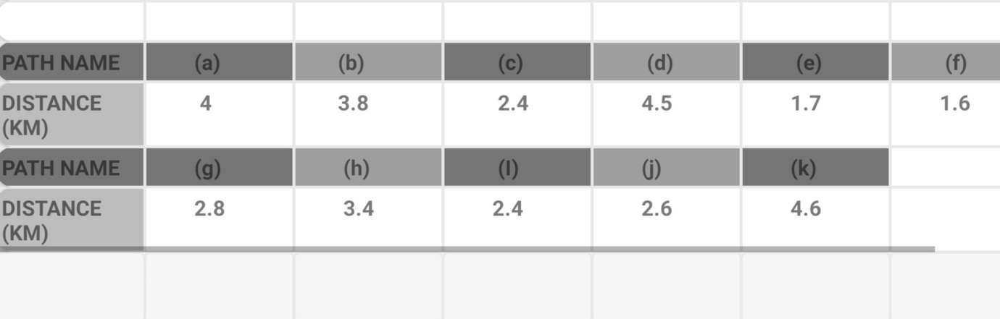 PATH NAME (a) (b) (c) (d) (e) (f)
DISTANCE (KM) 4 3.8 2.4 4.5 1.7 1.6
PATH NAME (g) (h) (I) (j) (k)
DISTANCE (KM) 2.8 3.4 2.4 2.6 4.6